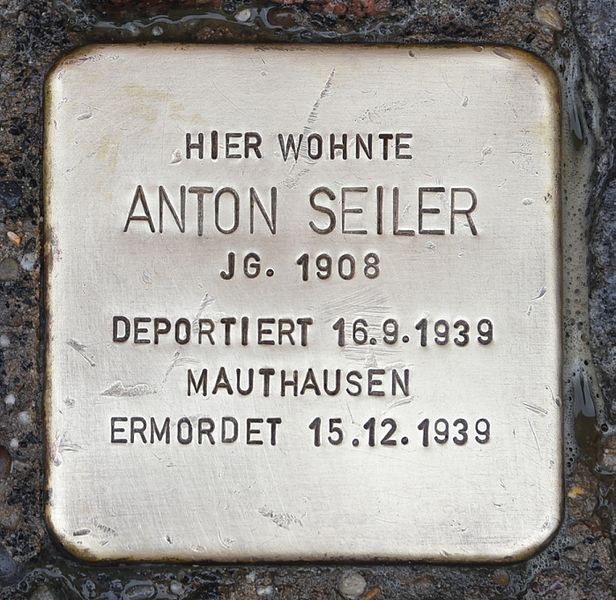 HIER WOHNTE
ANTON SEILER
JG. 1908
DEPORTIERT 16.9.1939
MAUTHAUSEN
ERMORDET 15.12.1939